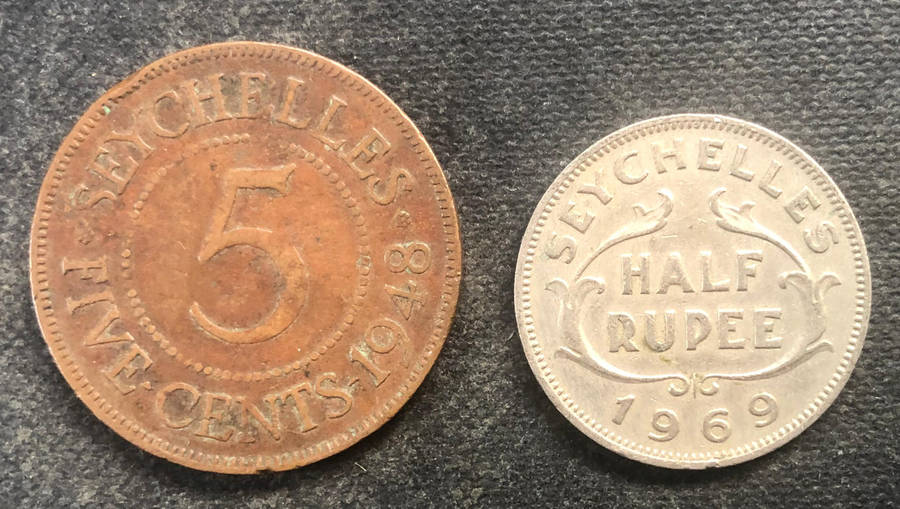 SEYCHELLES
5
FIVE CENTS 1948
SEYCHELLES
HALF
RUPEE
1969